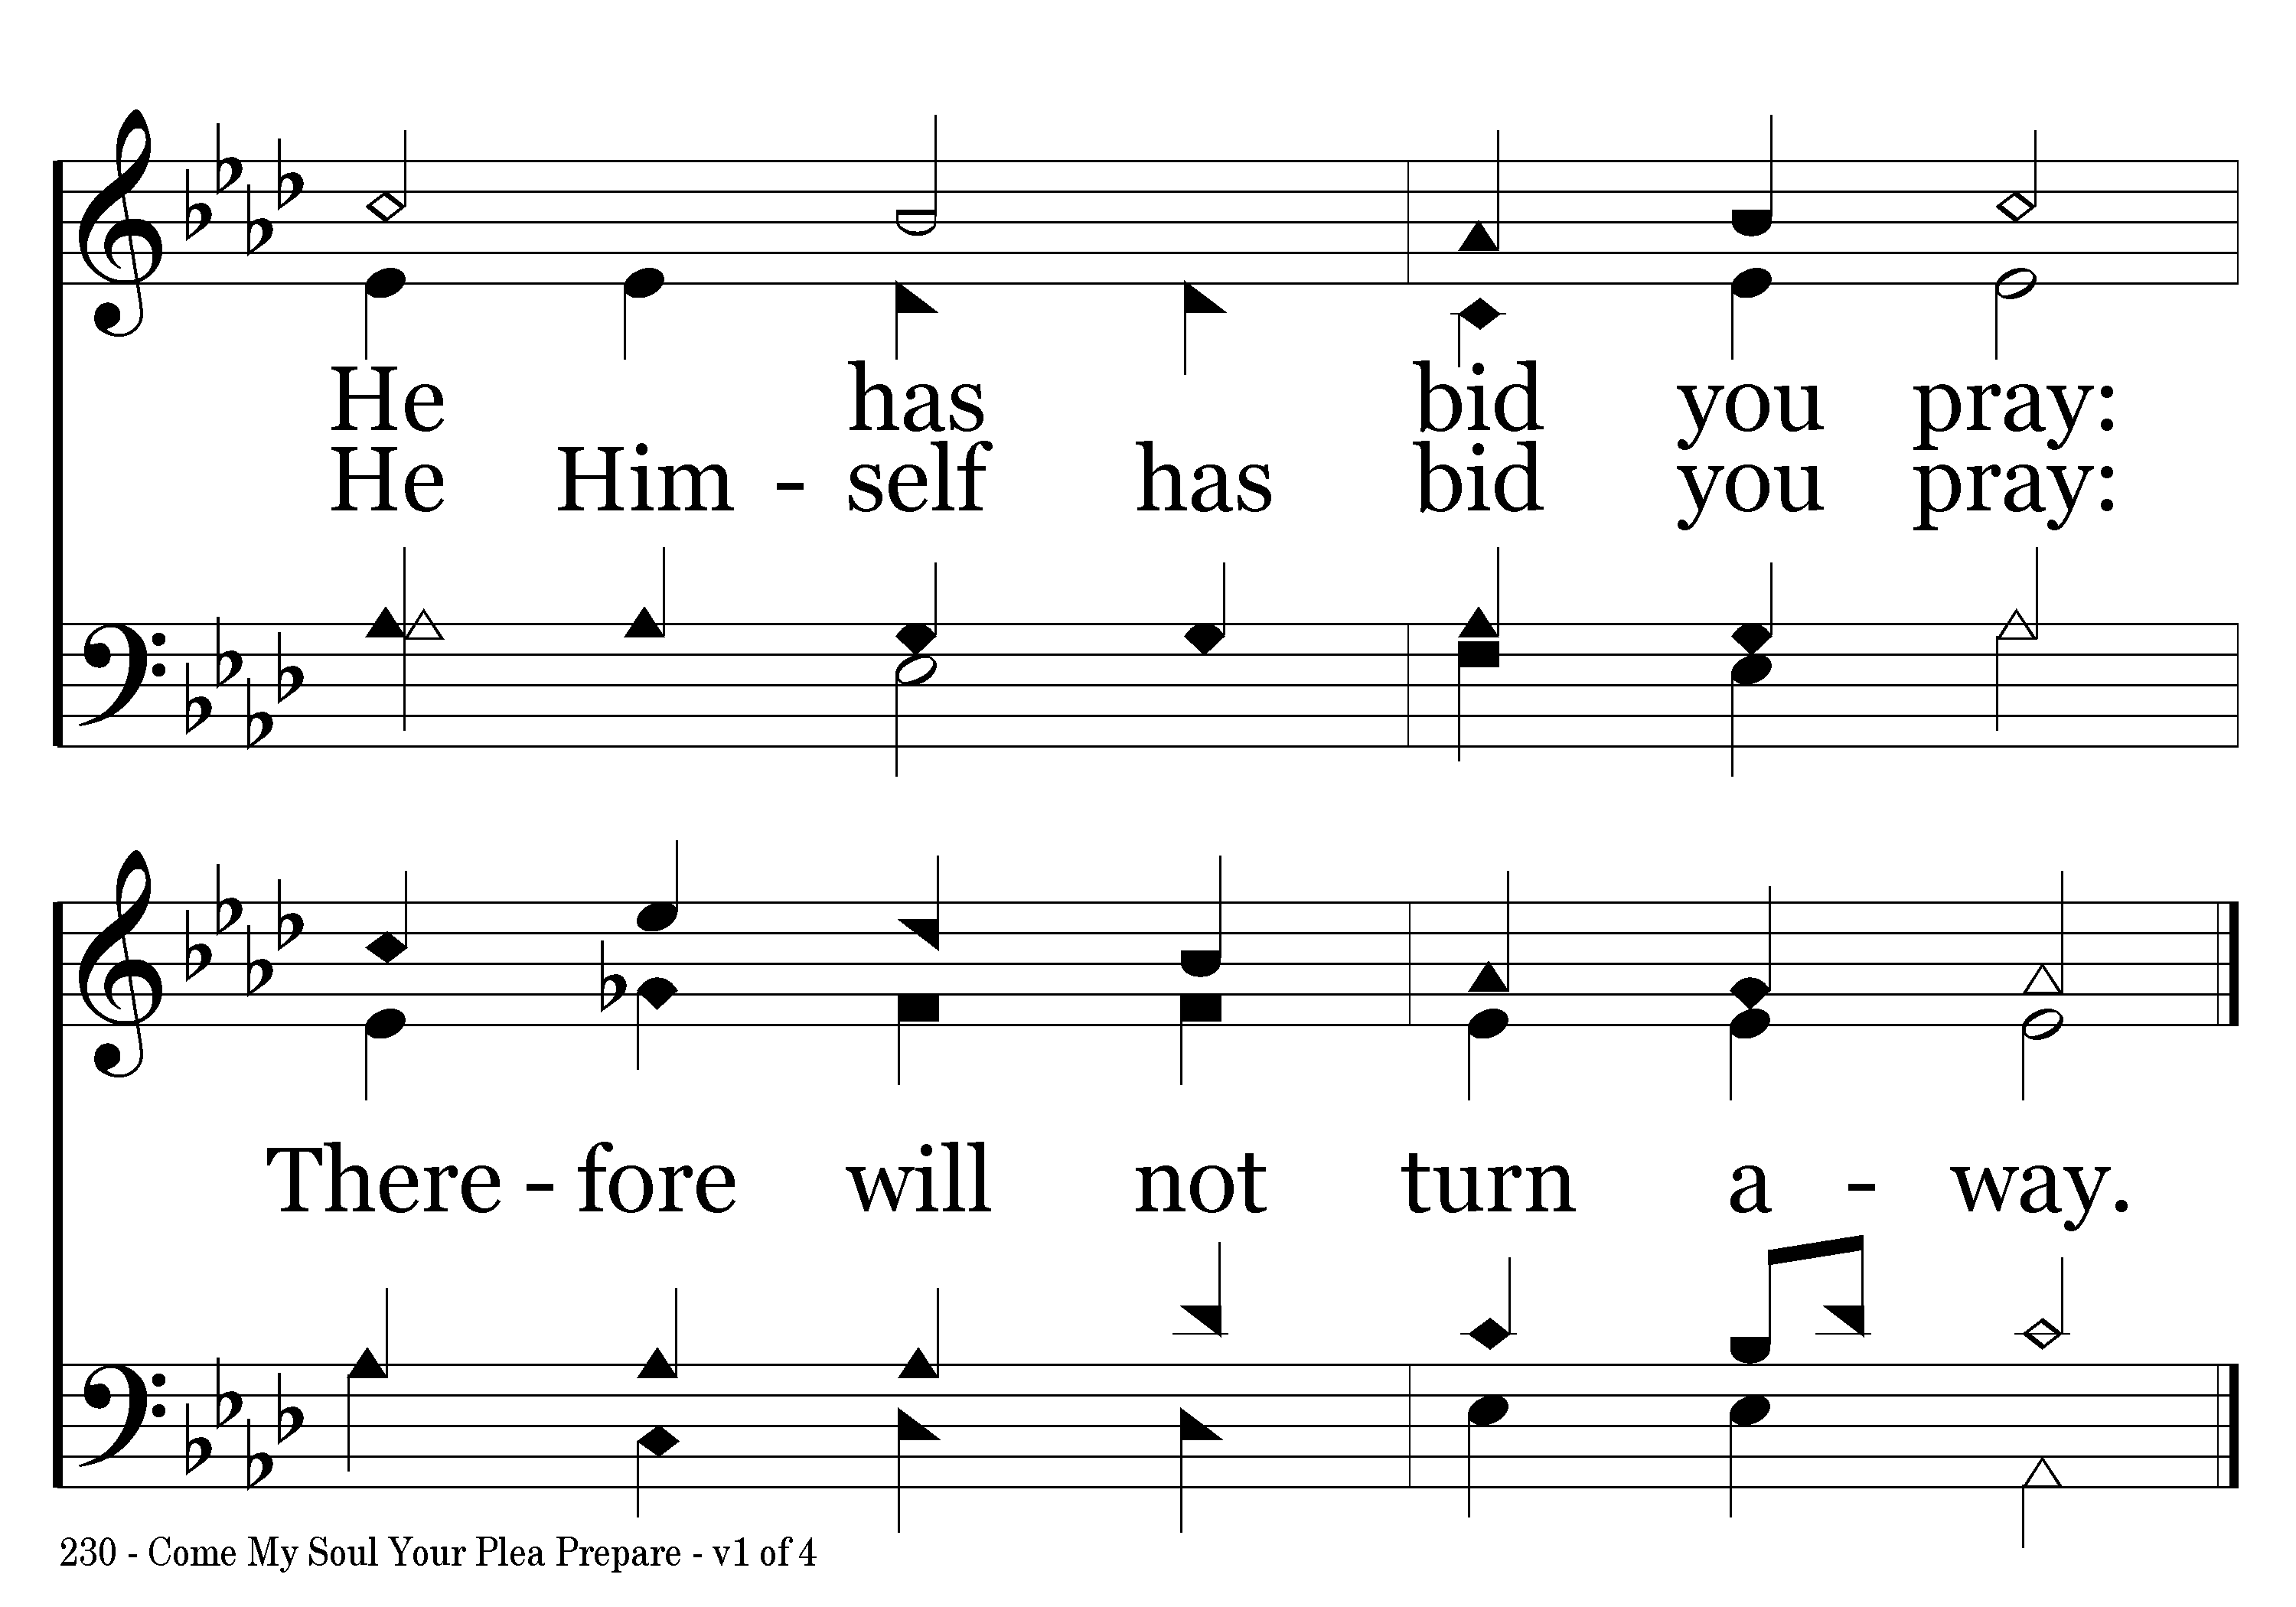 He has bid you pray:
He Him - self has bid you pray:
There - fore will not turn a - way.
230 - Come My Soul Your Plea Prepare - v1 of 4